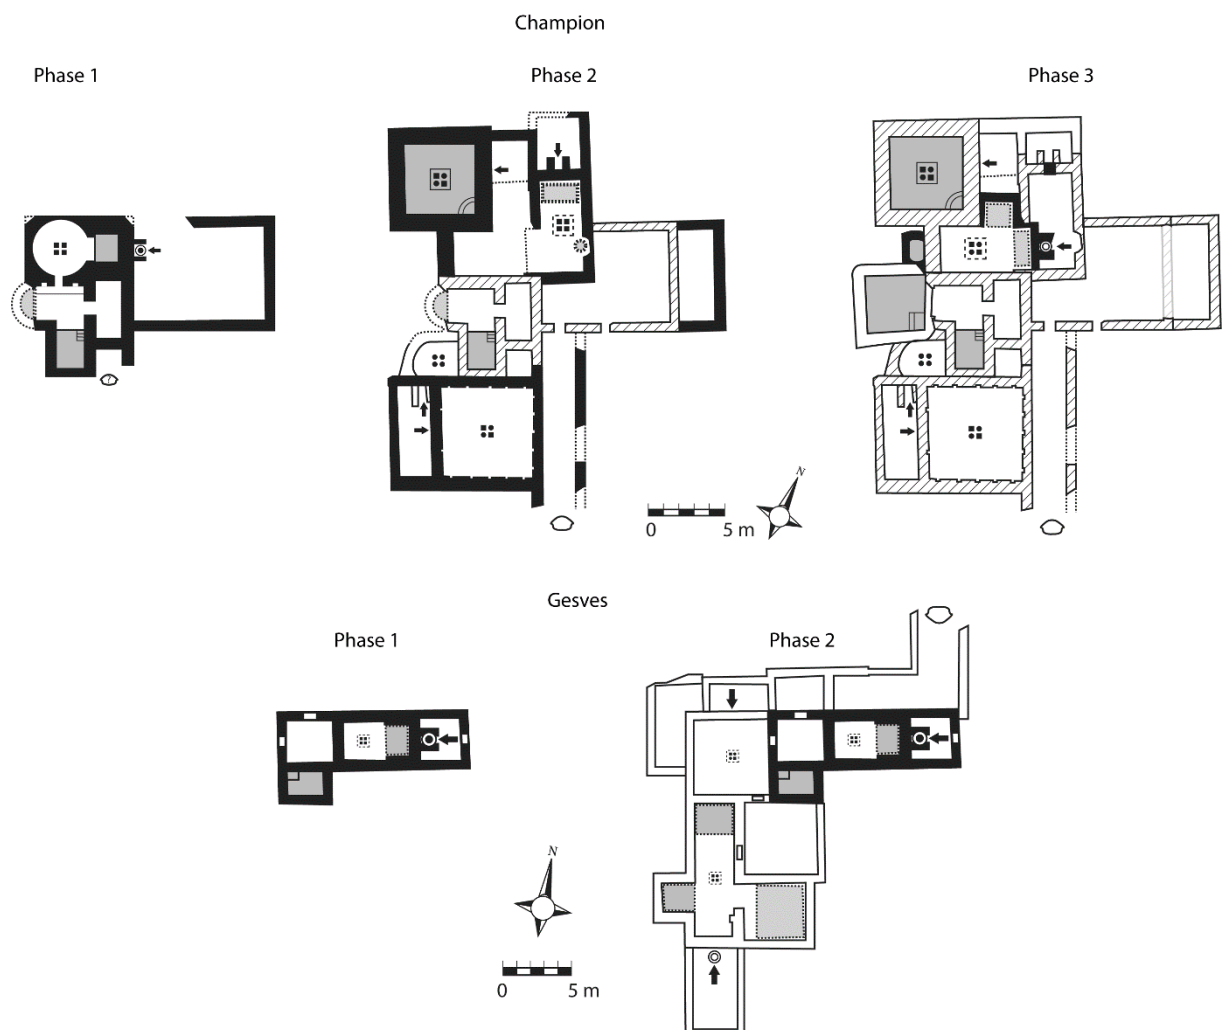 Champion
Phase 1
Phase 2
Phase 3
?
N
0 5 m
Gesves
Phase 1
Phase 2
N
0 5 m